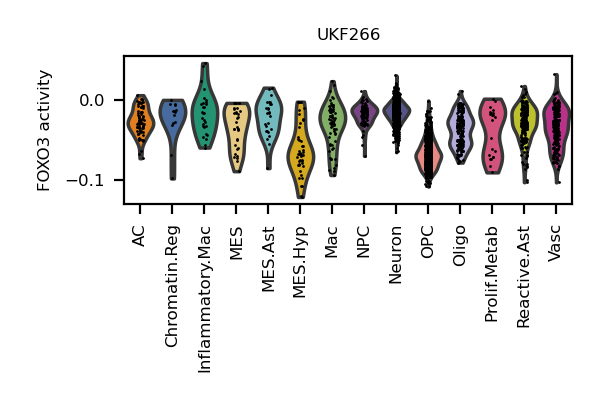 UKF266
FOXO3 activity
0.0
−0.1
AC
Chromatin.Reg
Inflammatory.Mac
MES
MES.Ast
MES.Hyp
Mac
NPC
Neuron
OPC
Oligo
Prolif.Metab
Reactive.Ast
Vasc